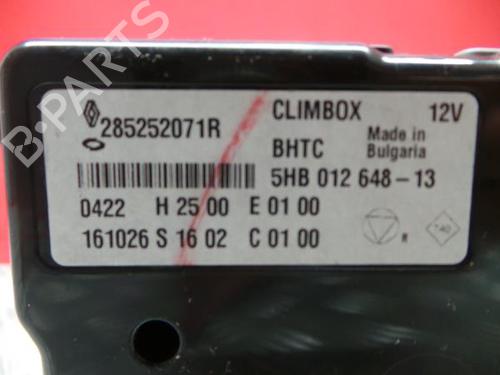 285252071R
CLIMBOX 12V
BHTC Made in
Bulgaria
5HB 012 648-13
0422 H 25 00 E 01 00
161026 S 16 02 C 01 00
R
B-PARTS